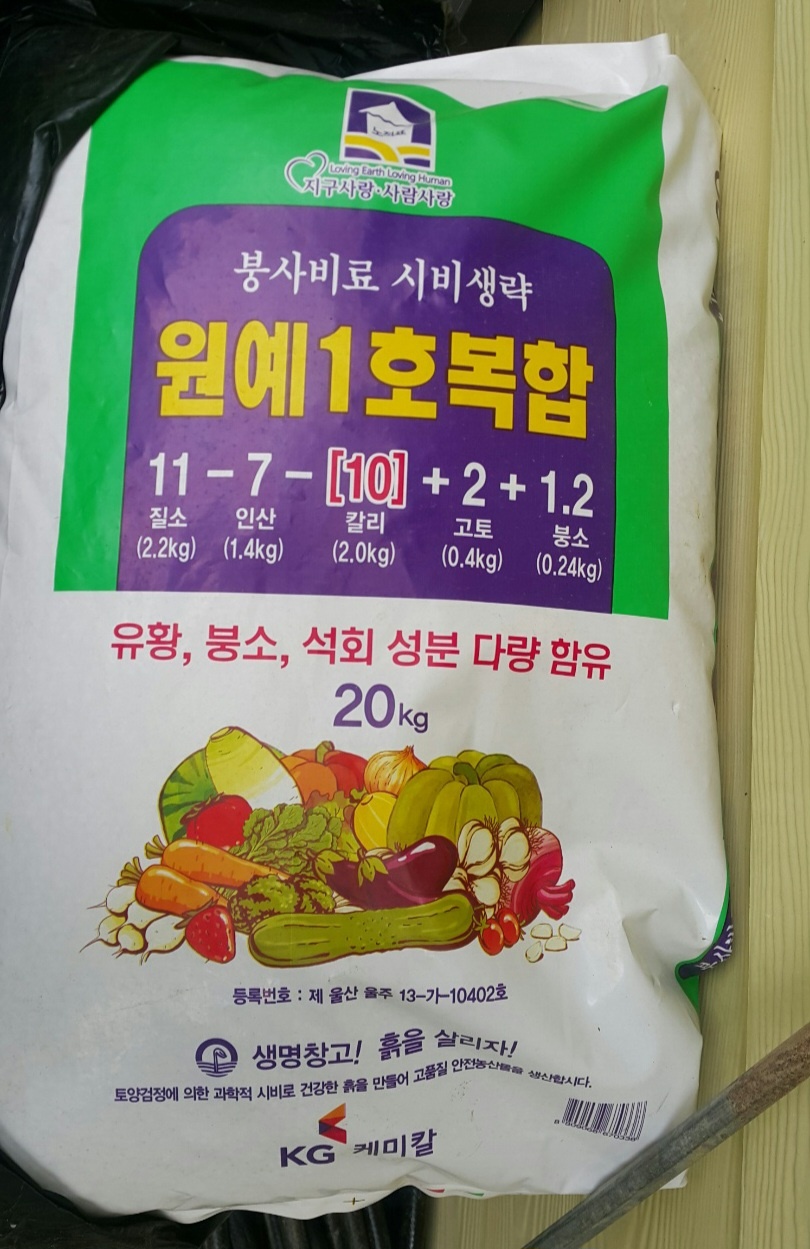 Loving Earth Loving Human
지구사랑·사람사랑
붕사비료 시비생략
원예1호복합
11 - 7 - [10] + 2 + 1.2
질소 인산 칼리 고토 붕소
(2.2kg) (1.4kg) (2.0kg) (0.4kg) (0.24kg)
유황, 붕소, 석회 성분 다량 함유
20kg
등록번호 : 제 울산 울주 13-가-10402호
생명창고! 흙을 살리자!
토양검정에 의한 과학적 시비로 건강한 흙을 만들어 고품질 안전농산물을 생산합시다.
KG 케미칼